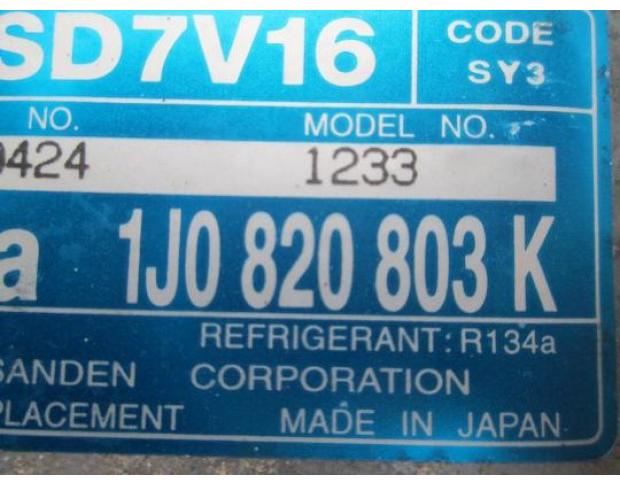 SD7V16
CODE
SY3
NO.
MODEL NO.
0424
1233
a 1J0 820 803 K
REFRIGERANT: R134a
SANDEN CORPORATION
PLACEMENT MADE IN JAPAN